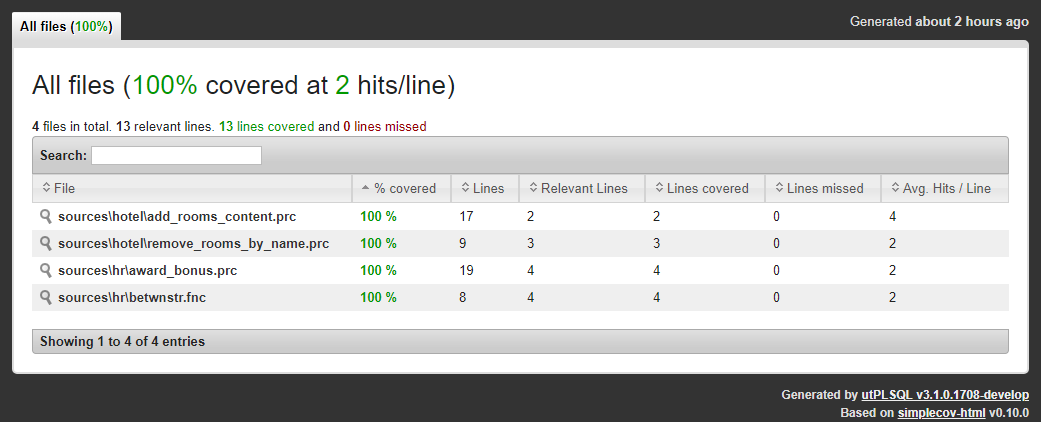 All files (100%)
Generated about 2 hours ago
All files (100% covered at 2 hits/line)
4 files in total. 13 relevant lines. 13 lines covered and 0 lines missed
Search:
File % covered Lines Relevant Lines Lines covered Lines missed Avg. Hits / Line
sources\hotel\add_rooms_content.prc 100 % 17 2 2 0 4
sources\hotel\remove_rooms_by_name.prc 100 % 9 3 3 0 2
sources\hr\award_bonus.prc 100 % 19 4 4 0 2
sources\hr\betwnstr.fnc 100 % 8 4 4 0 2
Showing 1 to 4 of 4 entries
Generated by utPLSQL v3.1.0.1708-develop
Based on simplecov-html v0.10.0